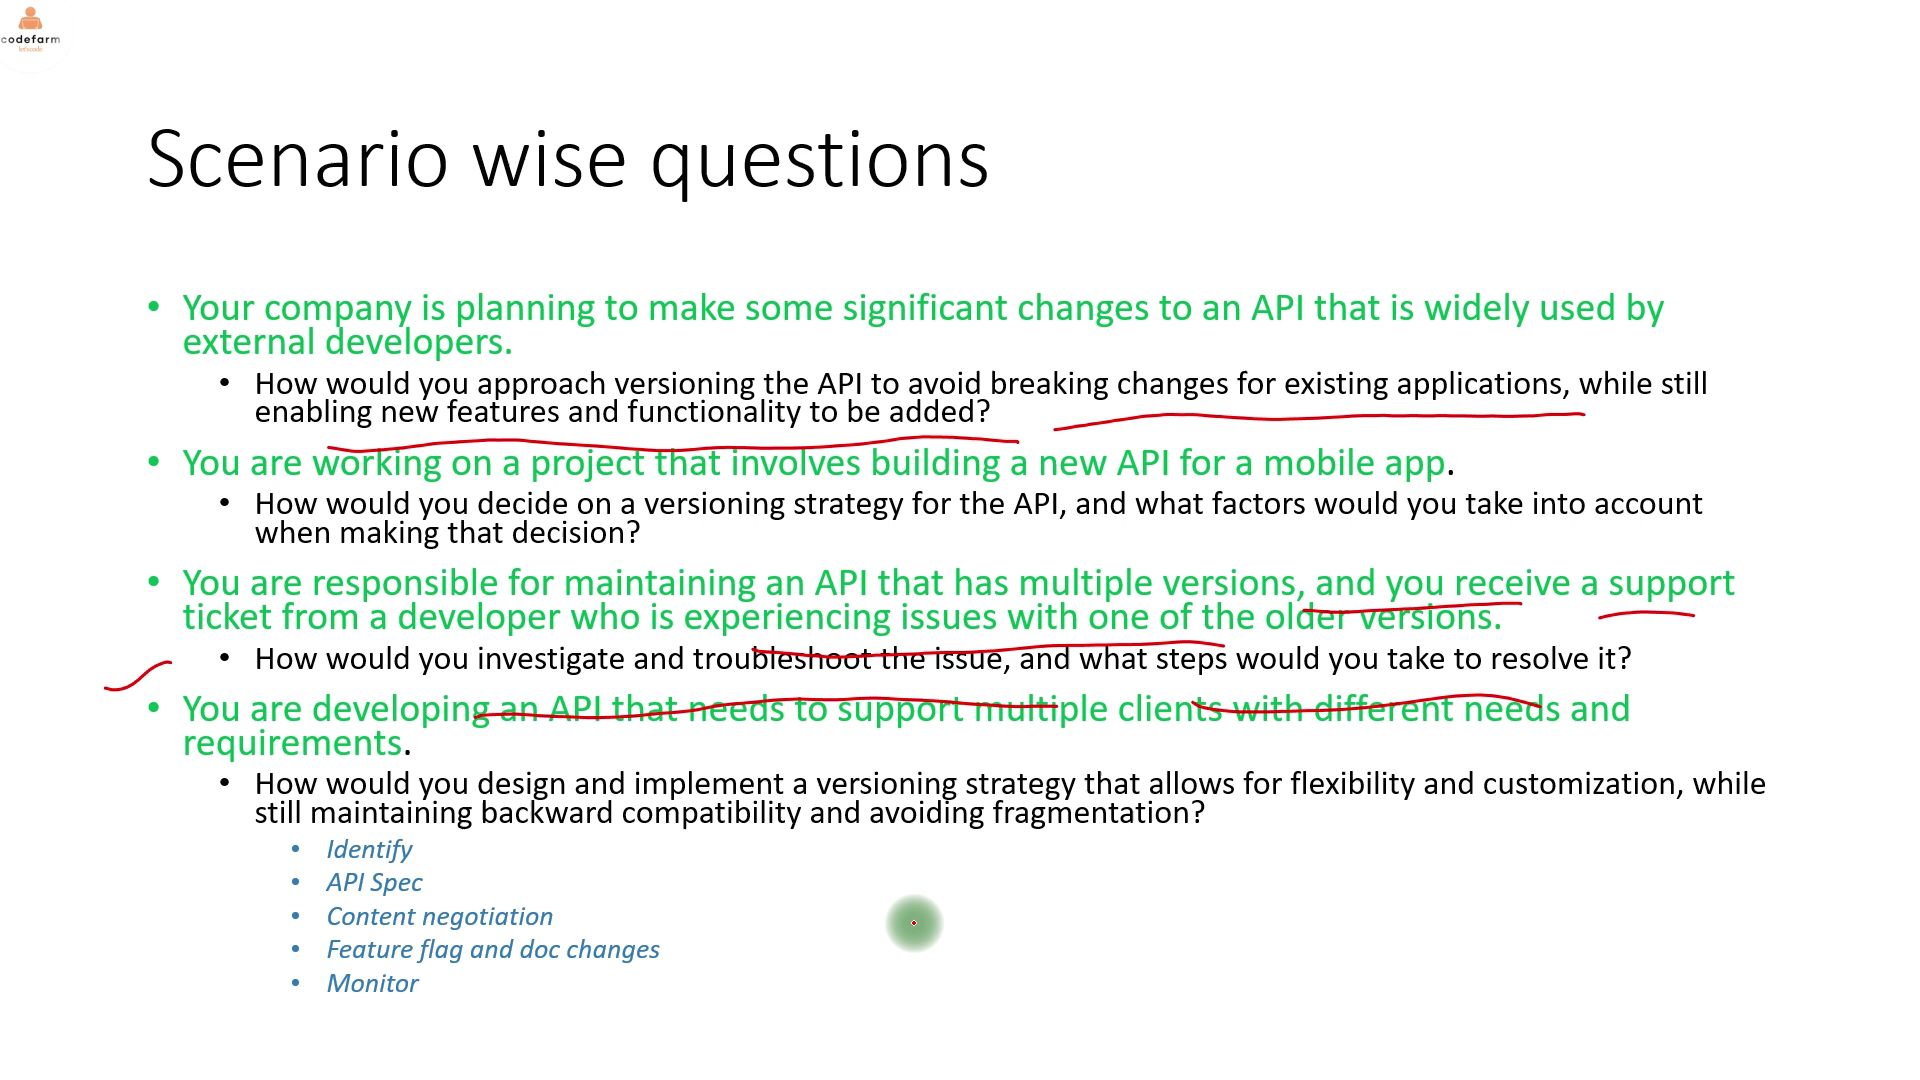 codefarm
let'scode
Scenario wise questions
• Your company is planning to make some significant changes to an API that is widely used by
external developers.
• How would you approach versioning the API to avoid breaking changes for existing applications, while still
enabling new features and functionality to be added?
• You are working on a project that involves building a new API for a mobile app.
• How would you decide on a versioning strategy for the API, and what factors would you take into account
when making that decision?
• You are responsible for maintaining an API that has multiple versions, and you receive a support
ticket from a developer who is experiencing issues with one of the older versions.
• How would you investigate and troubleshoot the issue, and what steps would you take to resolve it?
• You are developing an API that needs to support multiple clients with different needs and
requirements.
• How would you design and implement a versioning strategy that allows for flexibility and customization, while
still maintaining backward compatibility and avoiding fragmentation?
• Identify
• API Spec
• Content negotiation
• Feature flag and doc changes
• Monitor